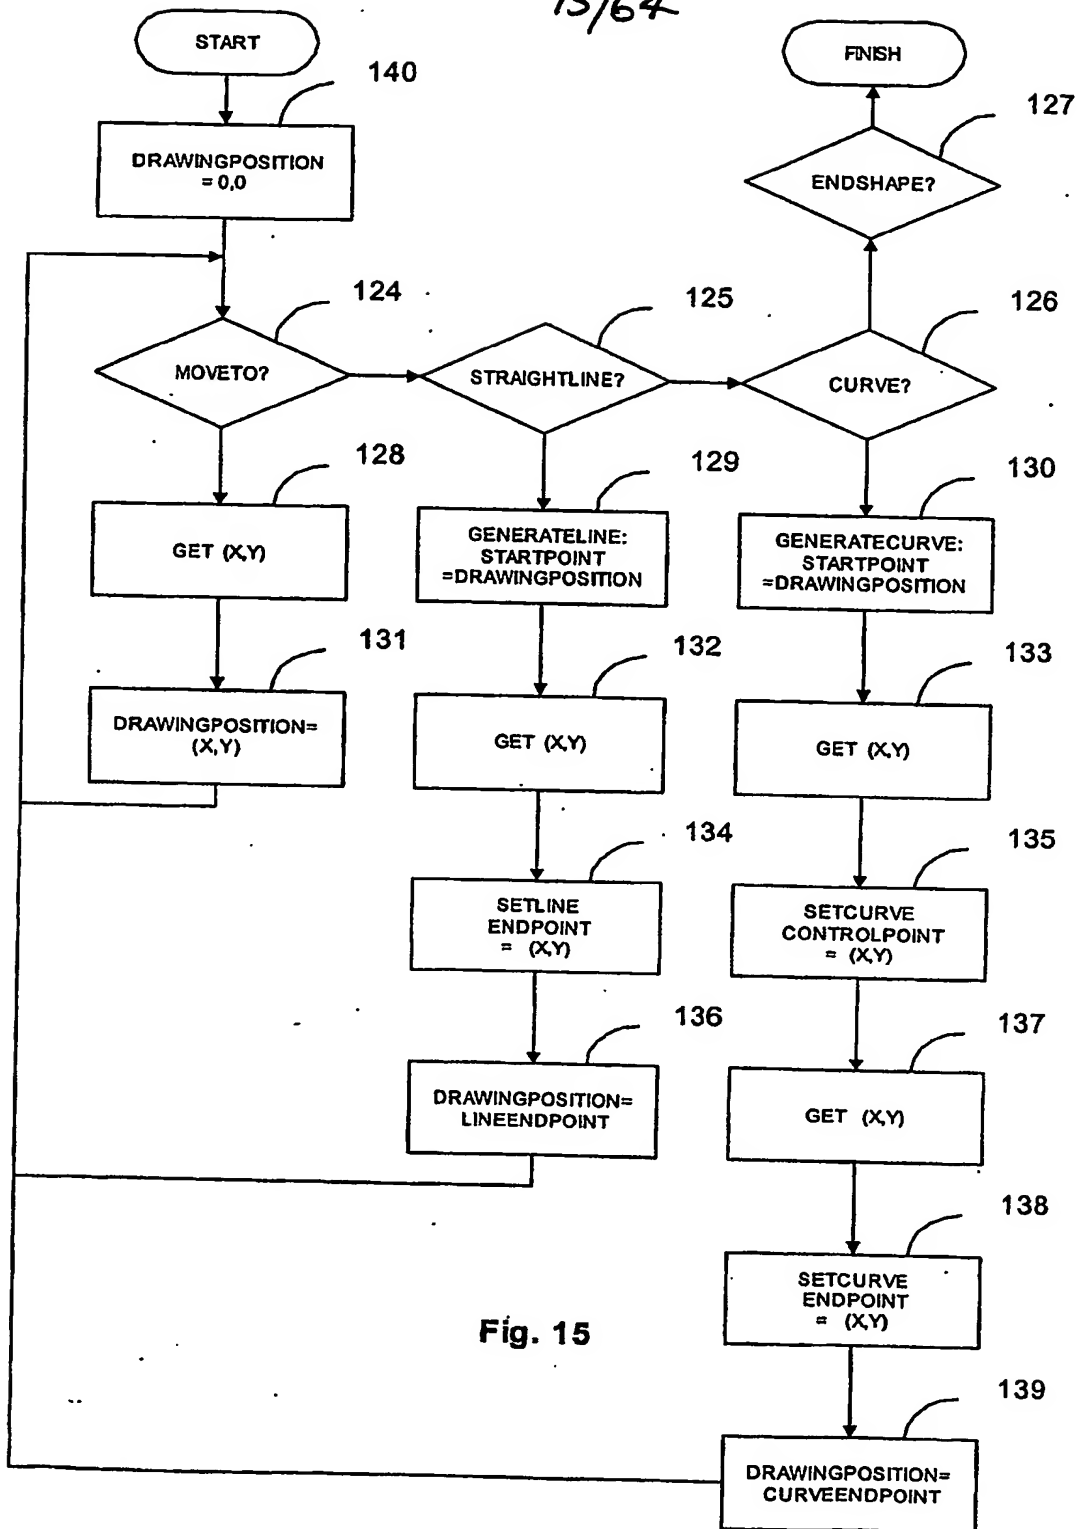 15/64
START
FINISH
140
127
DRAWINGPOSITION
= 0,0
ENDSHAPE?
124
125
126
MOVETO?
STRAIGHTLINE?
CURVE?
128
129
130
GET (X,Y)
GENERATELINE:
STARTPOINT
=DRAWINGPOSITION
GENERATECURVE:
STARTPOINT
=DRAWINGPOSITION
131
132
133
DRAWINGPOSITION=
(X,Y)
GET (X,Y)
GET (X,Y)
134
135
SETLINE
ENDPOINT
= (X,Y)
SETCURVE
CONTROLPOINT
= (X,Y)
136
137
DRAWINGPOSITION=
LINEENDPOINT
GET (X,Y)
138
SETCURVE
ENDPOINT
= (X,Y)
Fig. 15
139
DRAWINGPOSITION=
CURVEENDPOINT